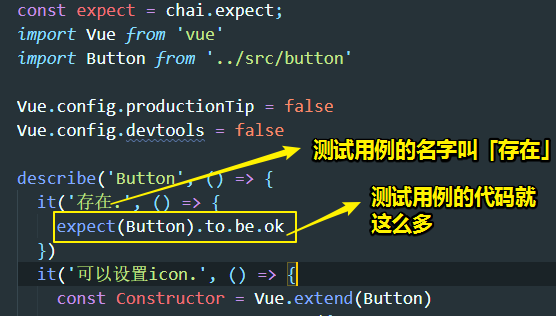 const expect = chai.expect;
import Vue from 'vue'
import Button from '../src/button'
Vue.config.productionTip = false
Vue.config.devtools = false
测试用例的名字叫「存在」
describe('Button', () => {
it('存在.', () => {
测试用例的代码就
这么多
expect(Button).to.be.ok
})
it('可以设置icon.', () => {
const Constructor = Vue.extend(Button)